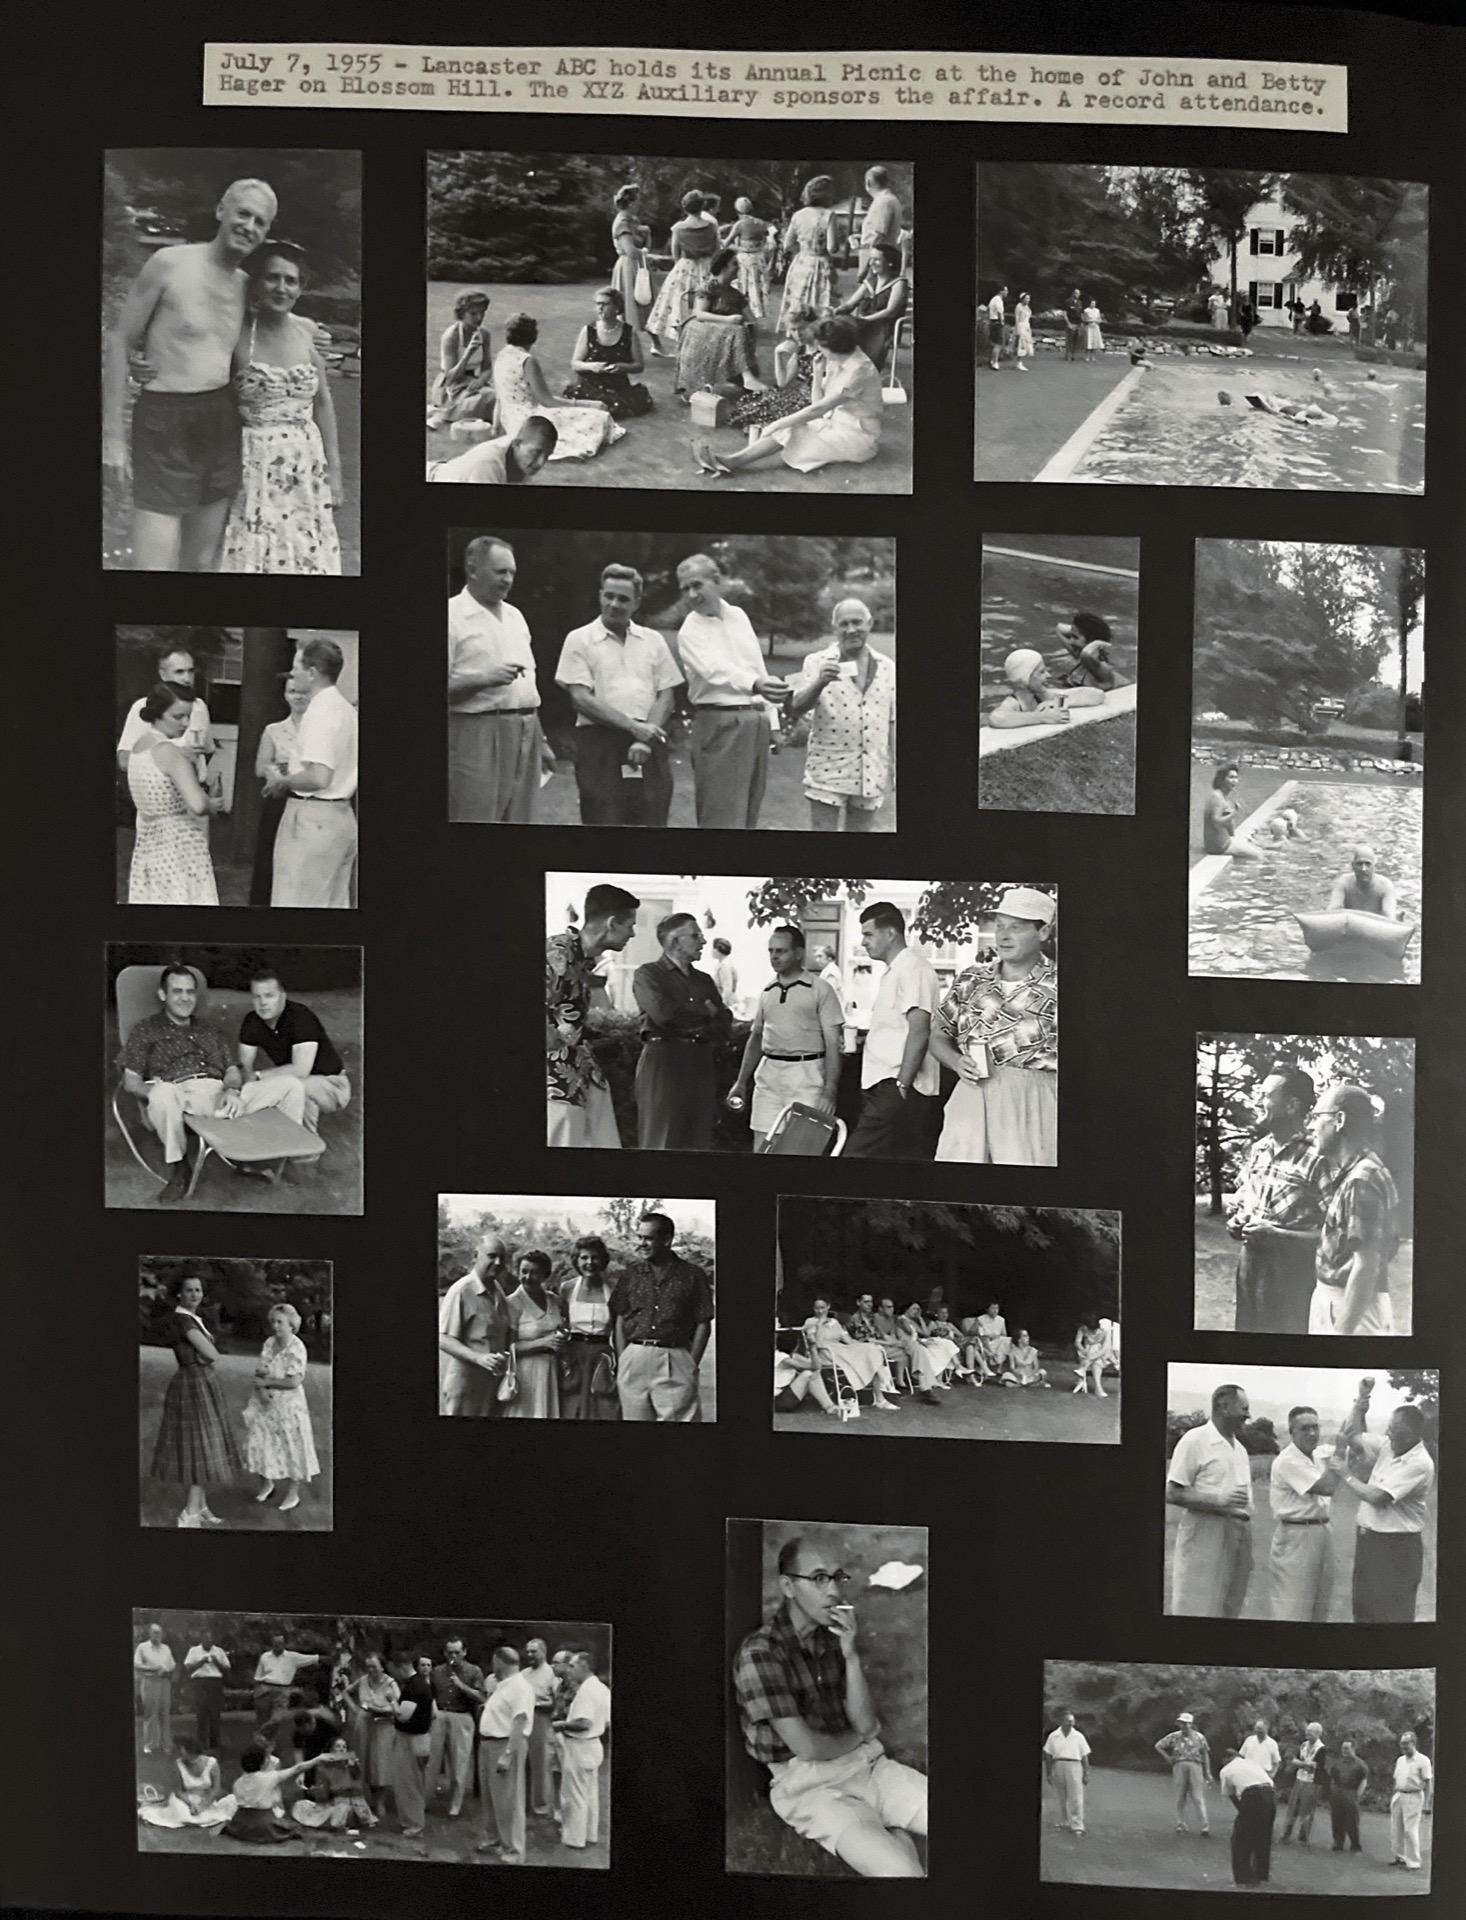 July 7, 1955 - Lancaster ABC holds its Annual Picnic at the home of John and Betty
Hager on Blossom Hill. The XYZ Auxiliary sponsors the affair. A record attendance.